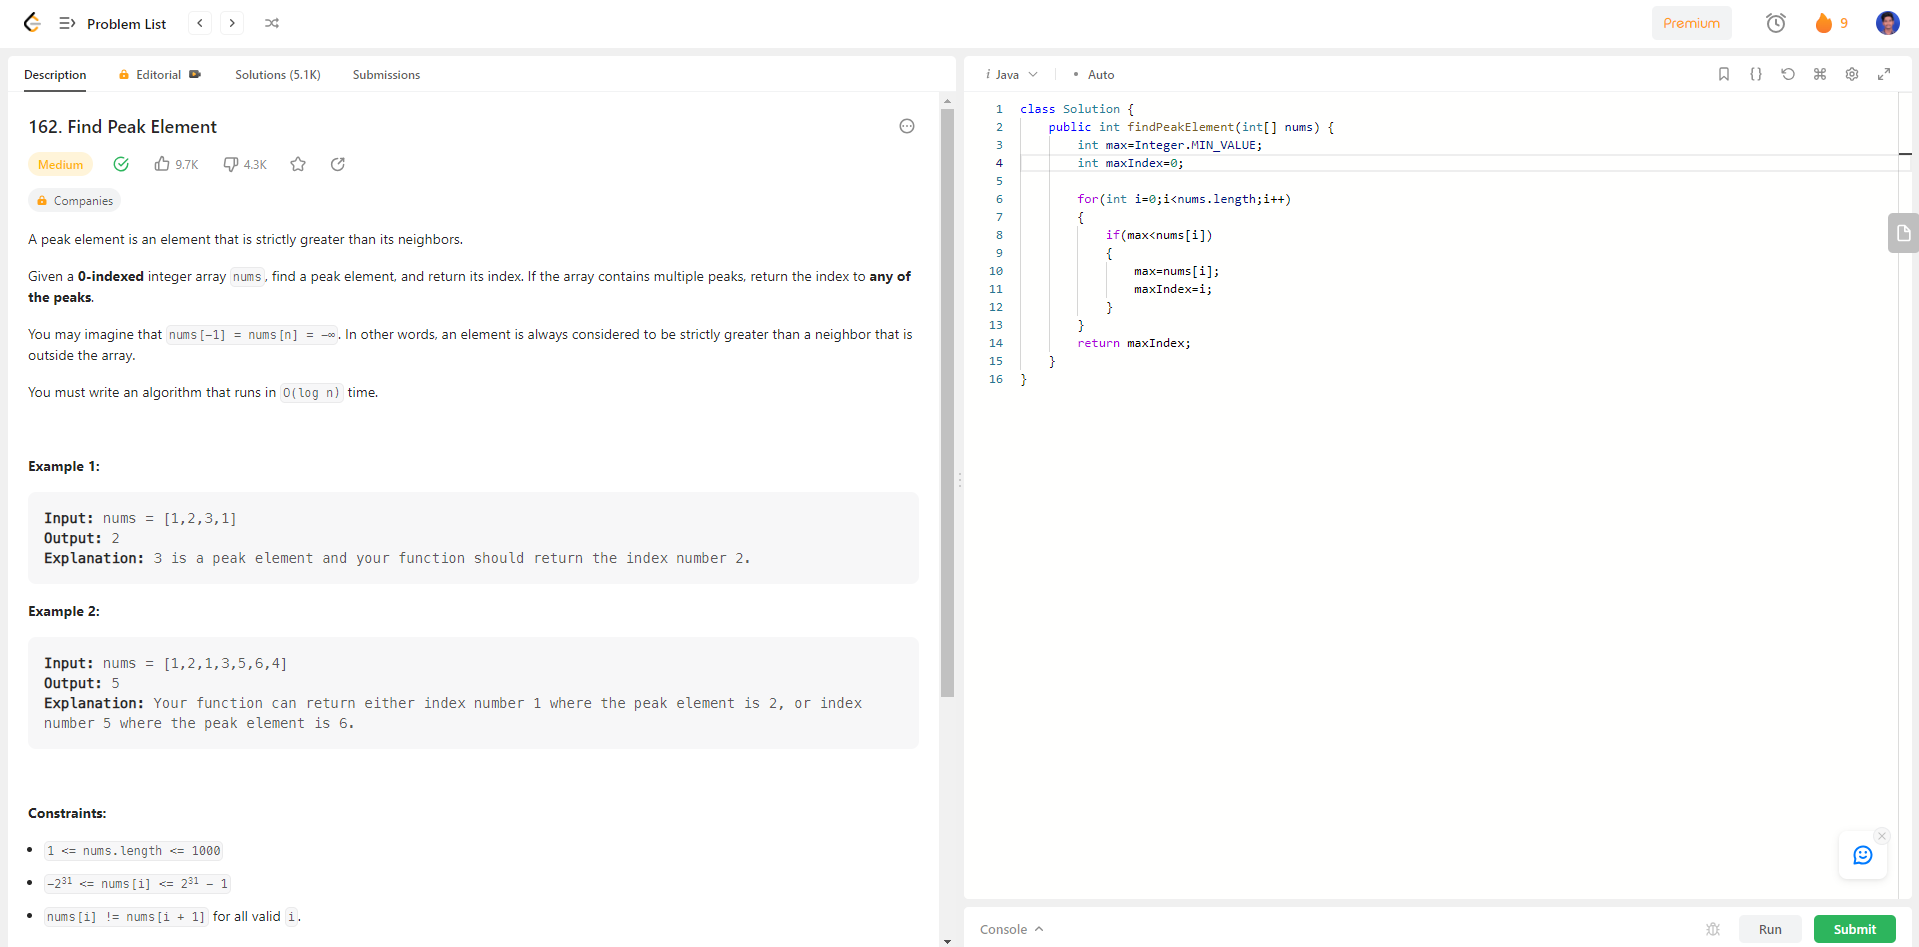 Problem List
Premium
9
Description
Editorial
Solutions (5.1K)
Submissions
162. Find Peak Element
Medium
9.7K
4.3K
Companies
A peak element is an element that is strictly greater than its neighbors.
Given a 0-indexed integer array nums, find a peak element, and return its index. If the array contains multiple peaks, return the index to any of
the peaks.
You may imagine that nums[-1] = nums[n] = -∞. In other words, an element is always considered to be strictly greater than a neighbor that is
outside the array.
You must write an algorithm that runs in O(log n) time.
Example 1:
Input: nums = [1,2,3,1]
Output: 2
Explanation: 3 is a peak element and your function should return the index number 2.
Example 2:
Input: nums = [1,2,1,3,5,6,4]
Output: 5
Explanation: Your function can return either index number 1 where the peak element is 2, or index
number 5 where the peak element is 6.
Constraints:
• 1 <= nums.length <= 1000
• -2³¹ <= nums[i] <= 2³¹ - 1
• nums[i] != nums[i + 1] for all valid i.
i Java
• Auto
1 class Solution {
2     public int findPeakElement(int[] nums) {
3         int max=Integer.MIN_VALUE;
4         int maxIndex=0;
5
6         for(int i=0;i<nums.length;i++)
7         {
8             if(max<nums[i])
9             {
10                 max=nums[i];
11                 maxIndex=i;
12             }
13         }
14         return maxIndex;
15     }
16 }
Console
Run
Submit